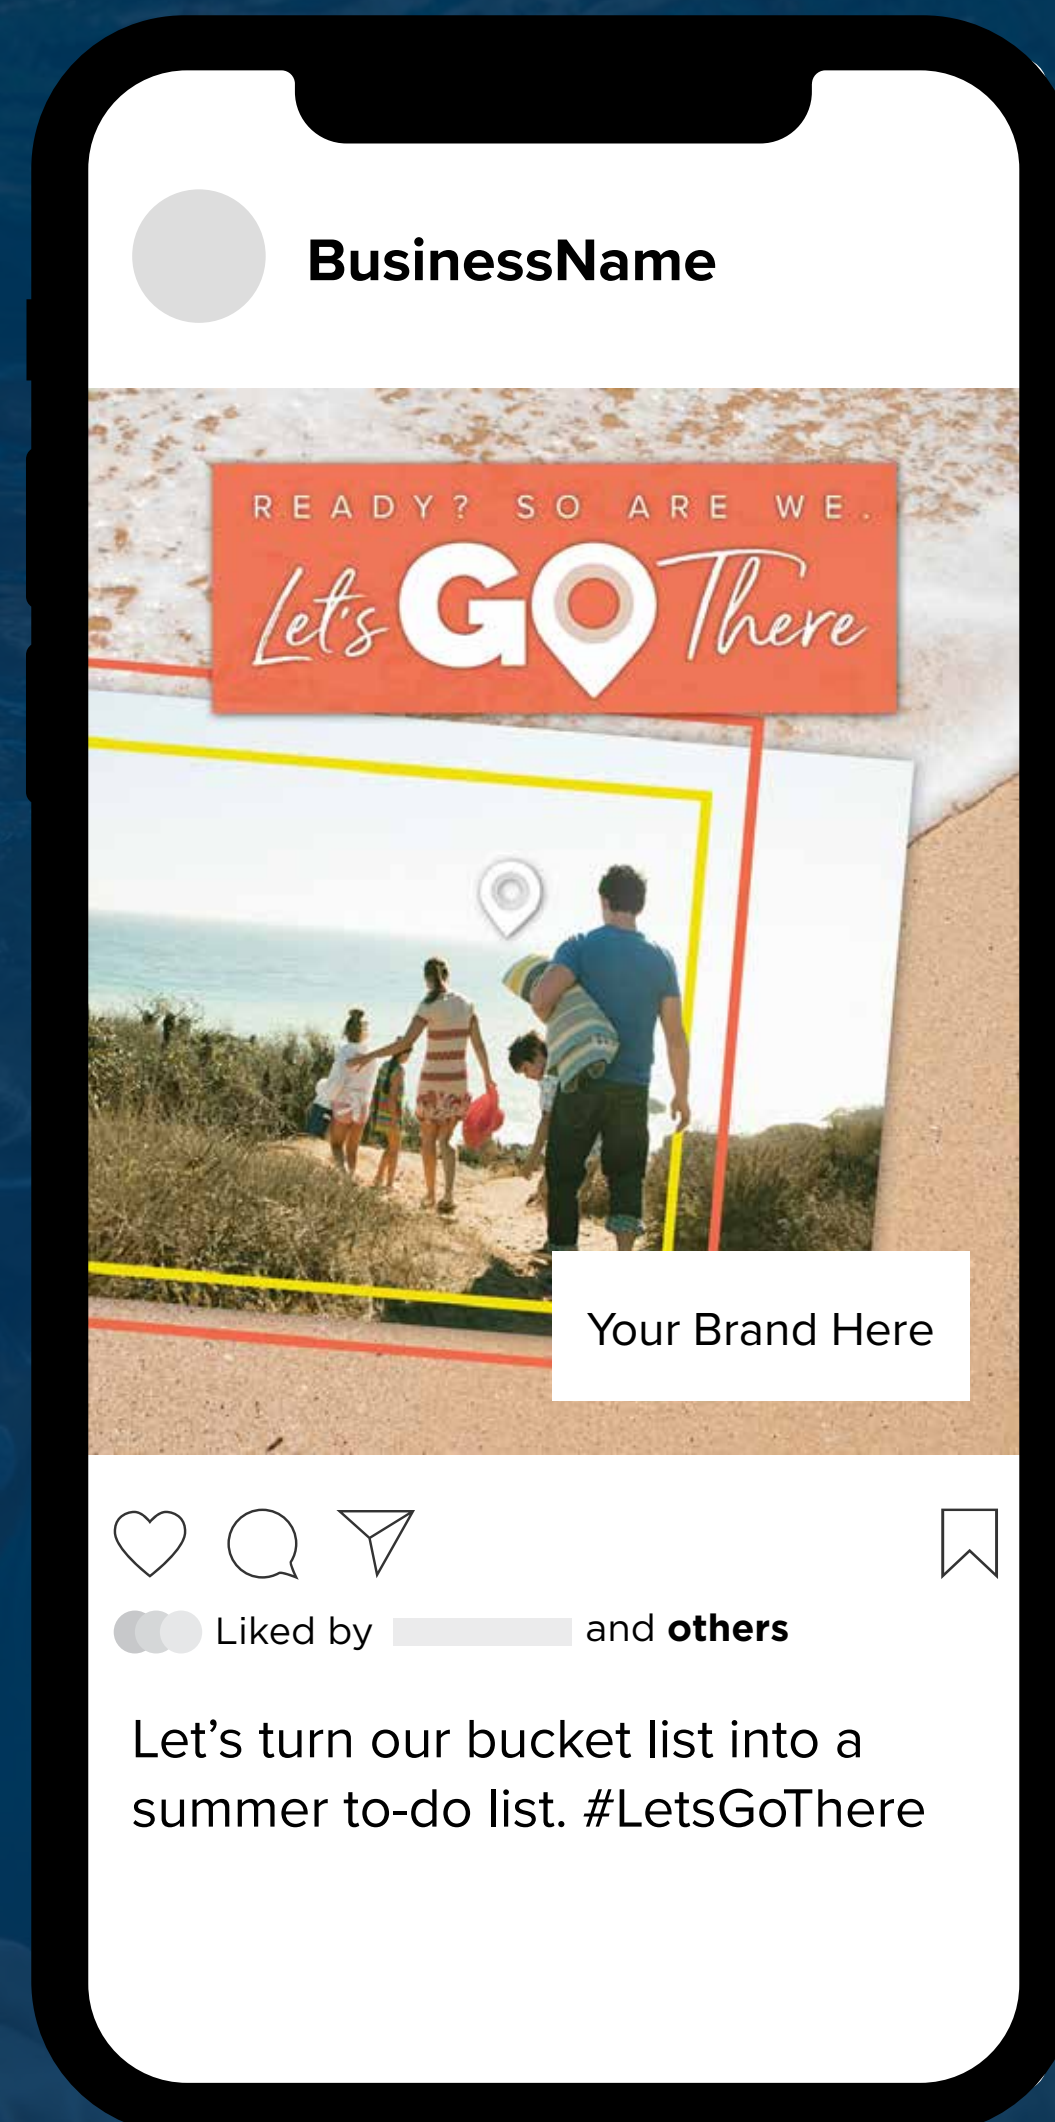 BusinessName
READY? SO ARE WE.
Let's GO There
Your Brand Here
Liked by and others
Let’s turn our bucket list into a
summer to-do list. #LetsGoThere